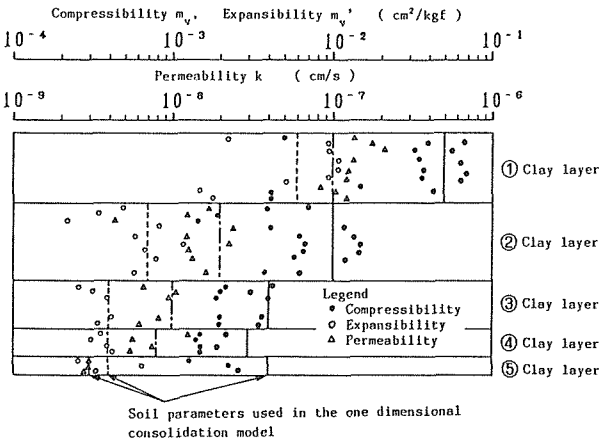 Compressibility mᵥ, Expansibility mᵥ' ( cm²/kgf )
10⁻⁴ 10⁻³ 10⁻² 10⁻¹
Permeability k ( cm/s )
10⁻⁹ 10⁻⁸ 10⁻⁷ 10⁻⁶
① Clay layer
② Clay layer
③ Clay layer
Legend
• Compressibility
○ Expansibility
△ Permeability
④ Clay layer
⑤ Clay layer
Soil parameters used in the one dimensional
consolidation model